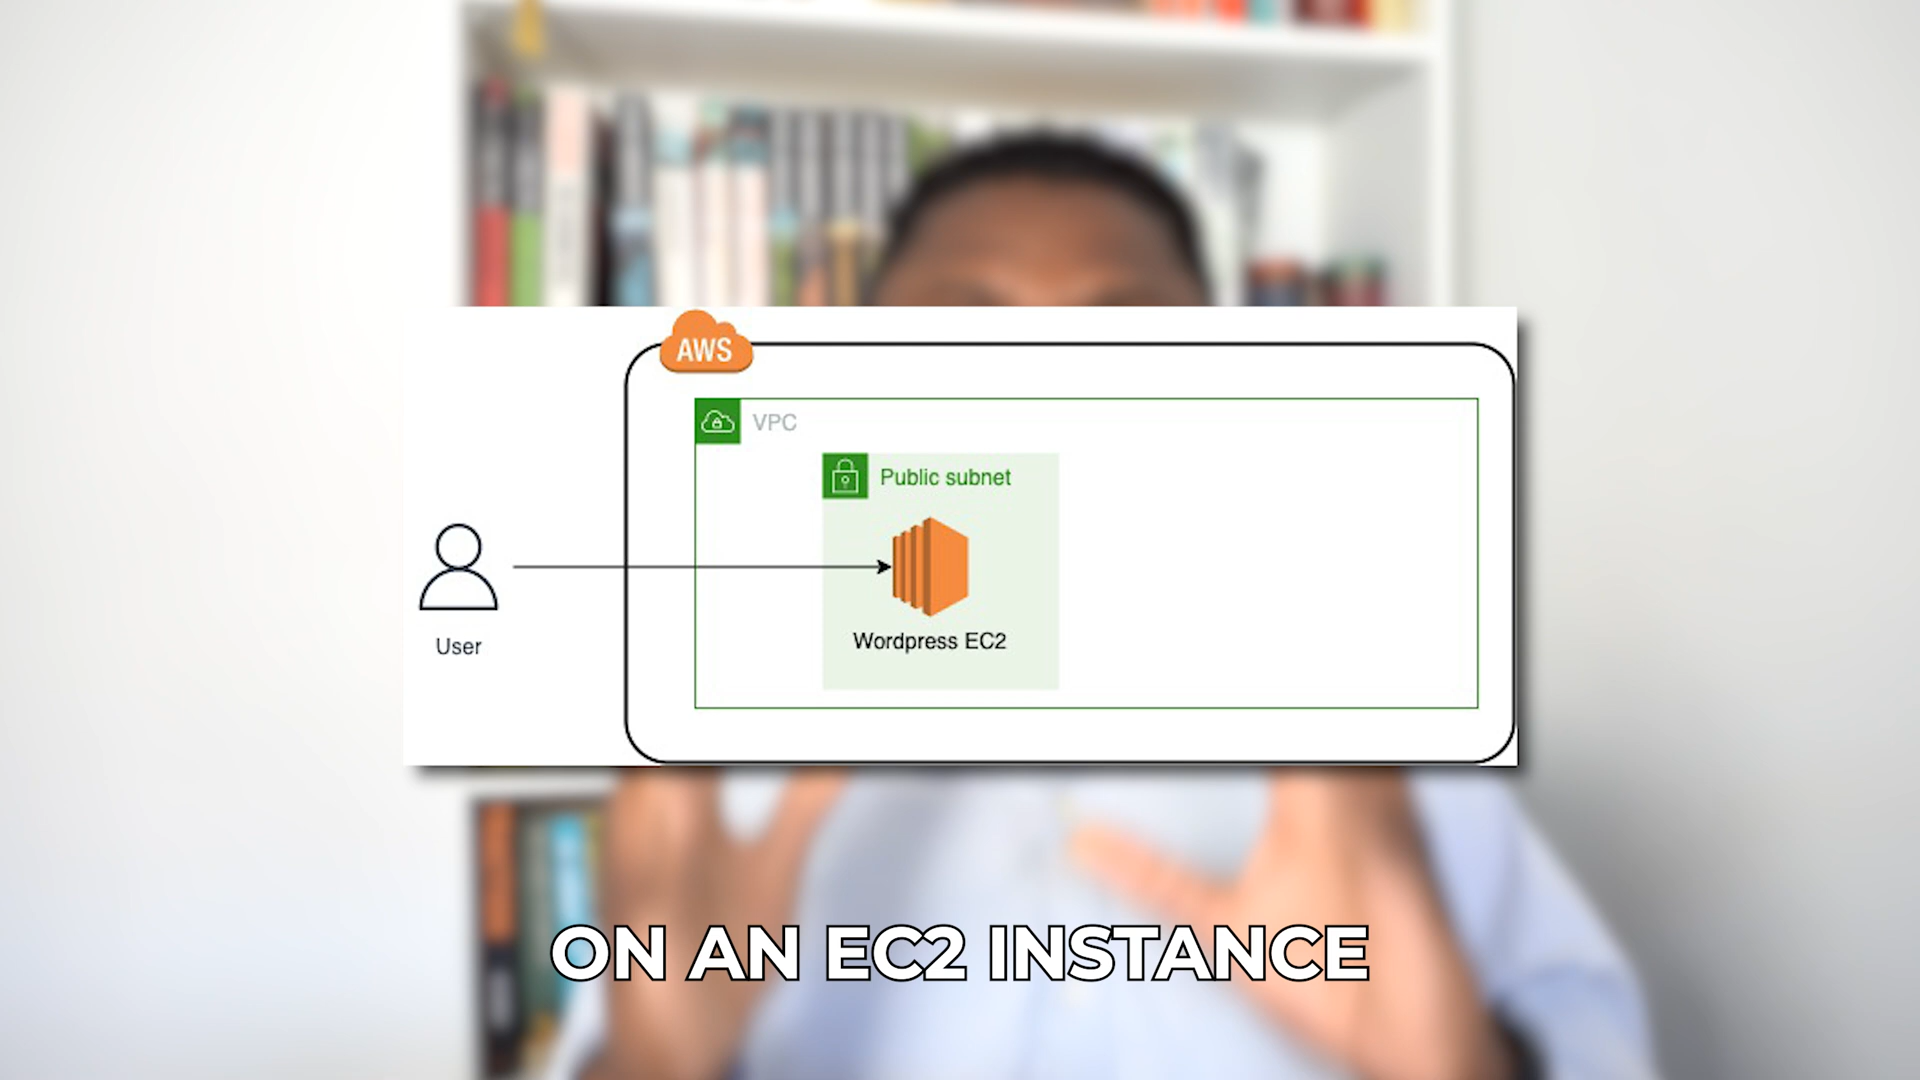 AWS
VPC
Public subnet
User
Wordpress EC2
ON AN EC2 INSTANCE